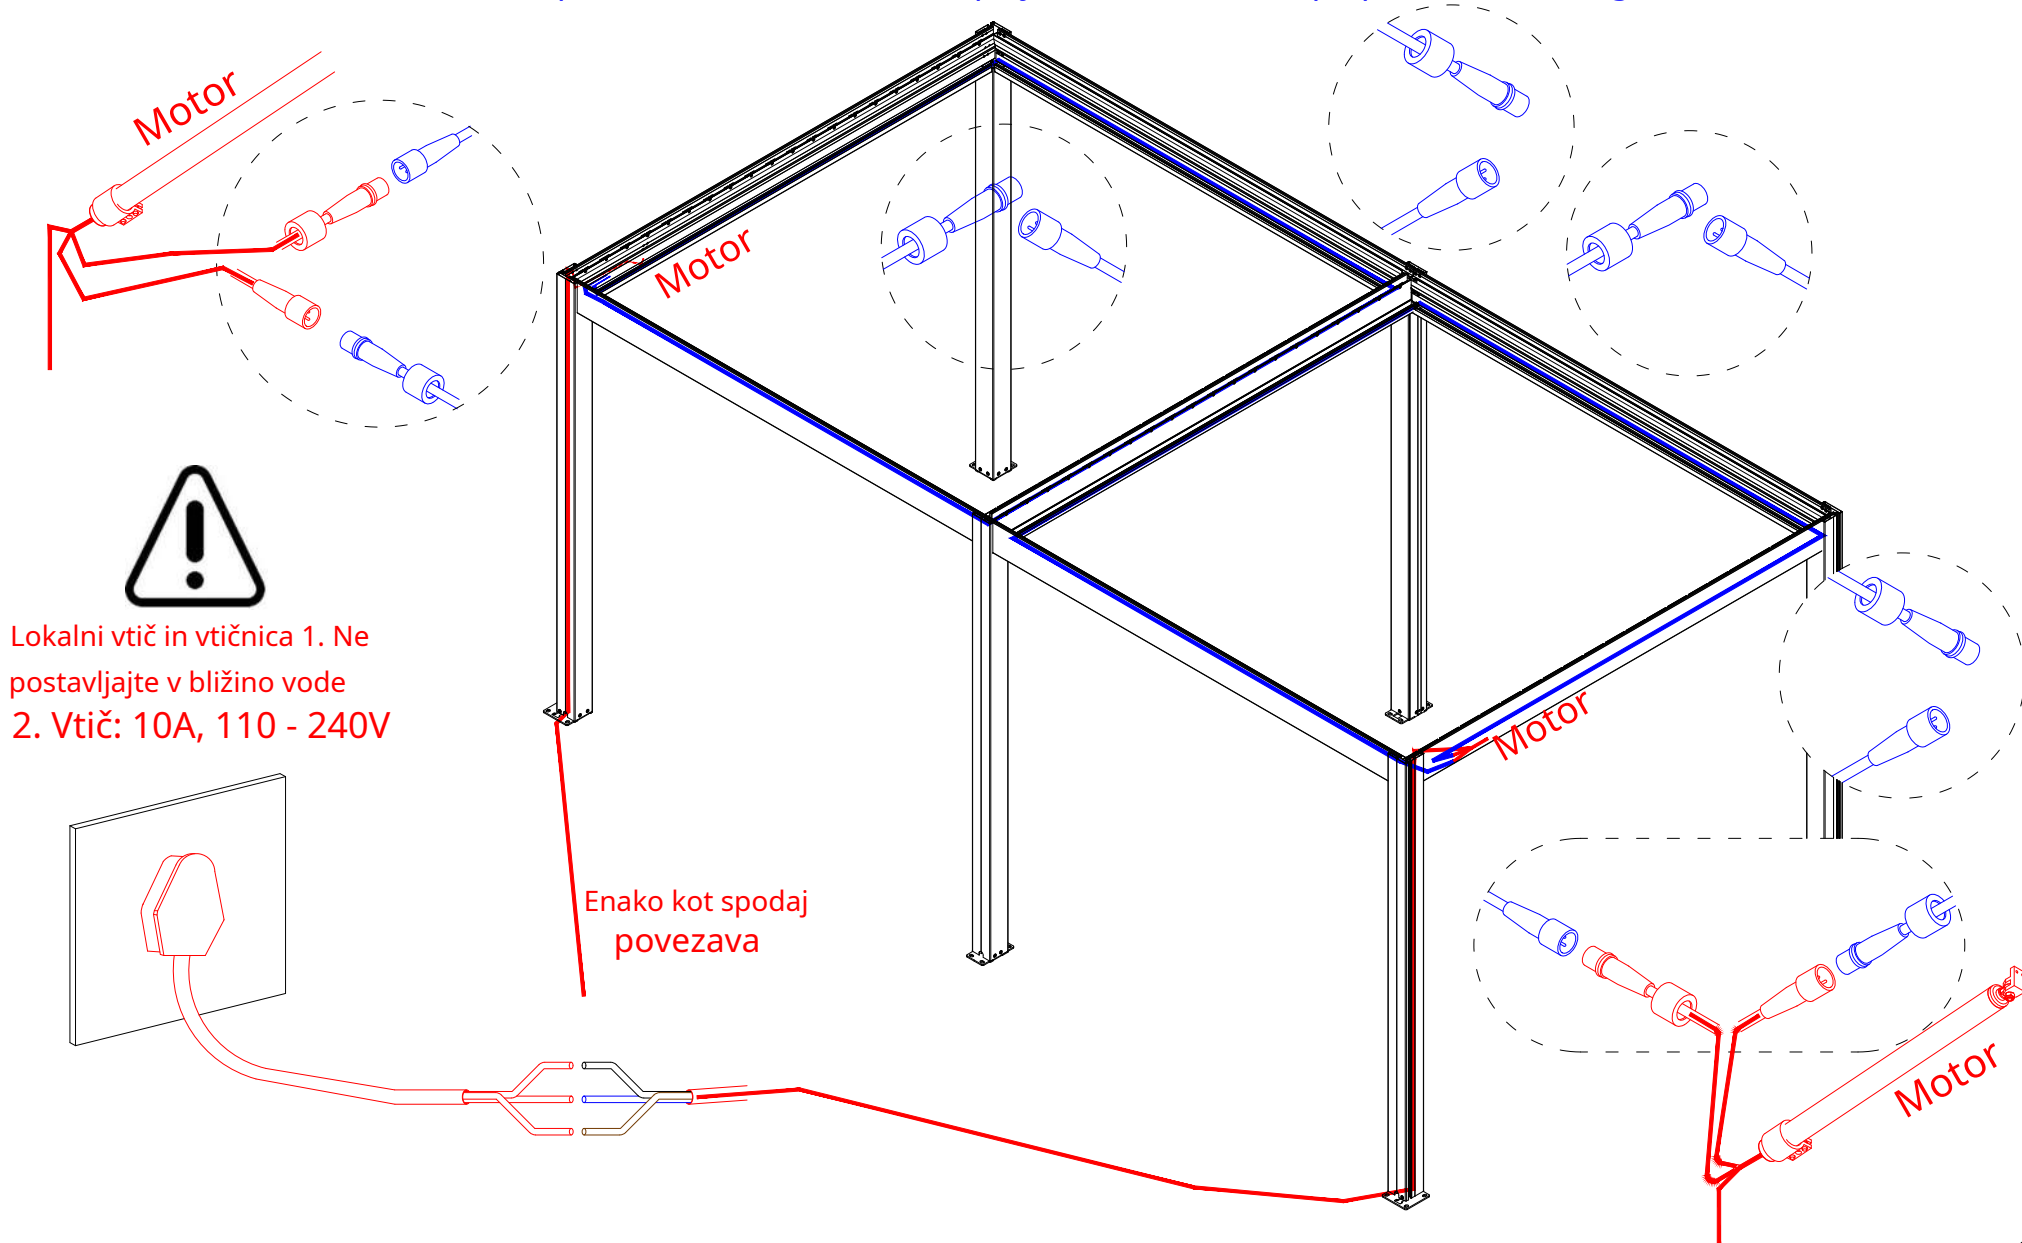 Motor
Motor
Lokalni vtič in vtičnica 1. Ne
postavljajte v bližino vode
2. Vtič: 10A, 110 - 240V
Motor
Enako kot spodaj
povezava
Motor